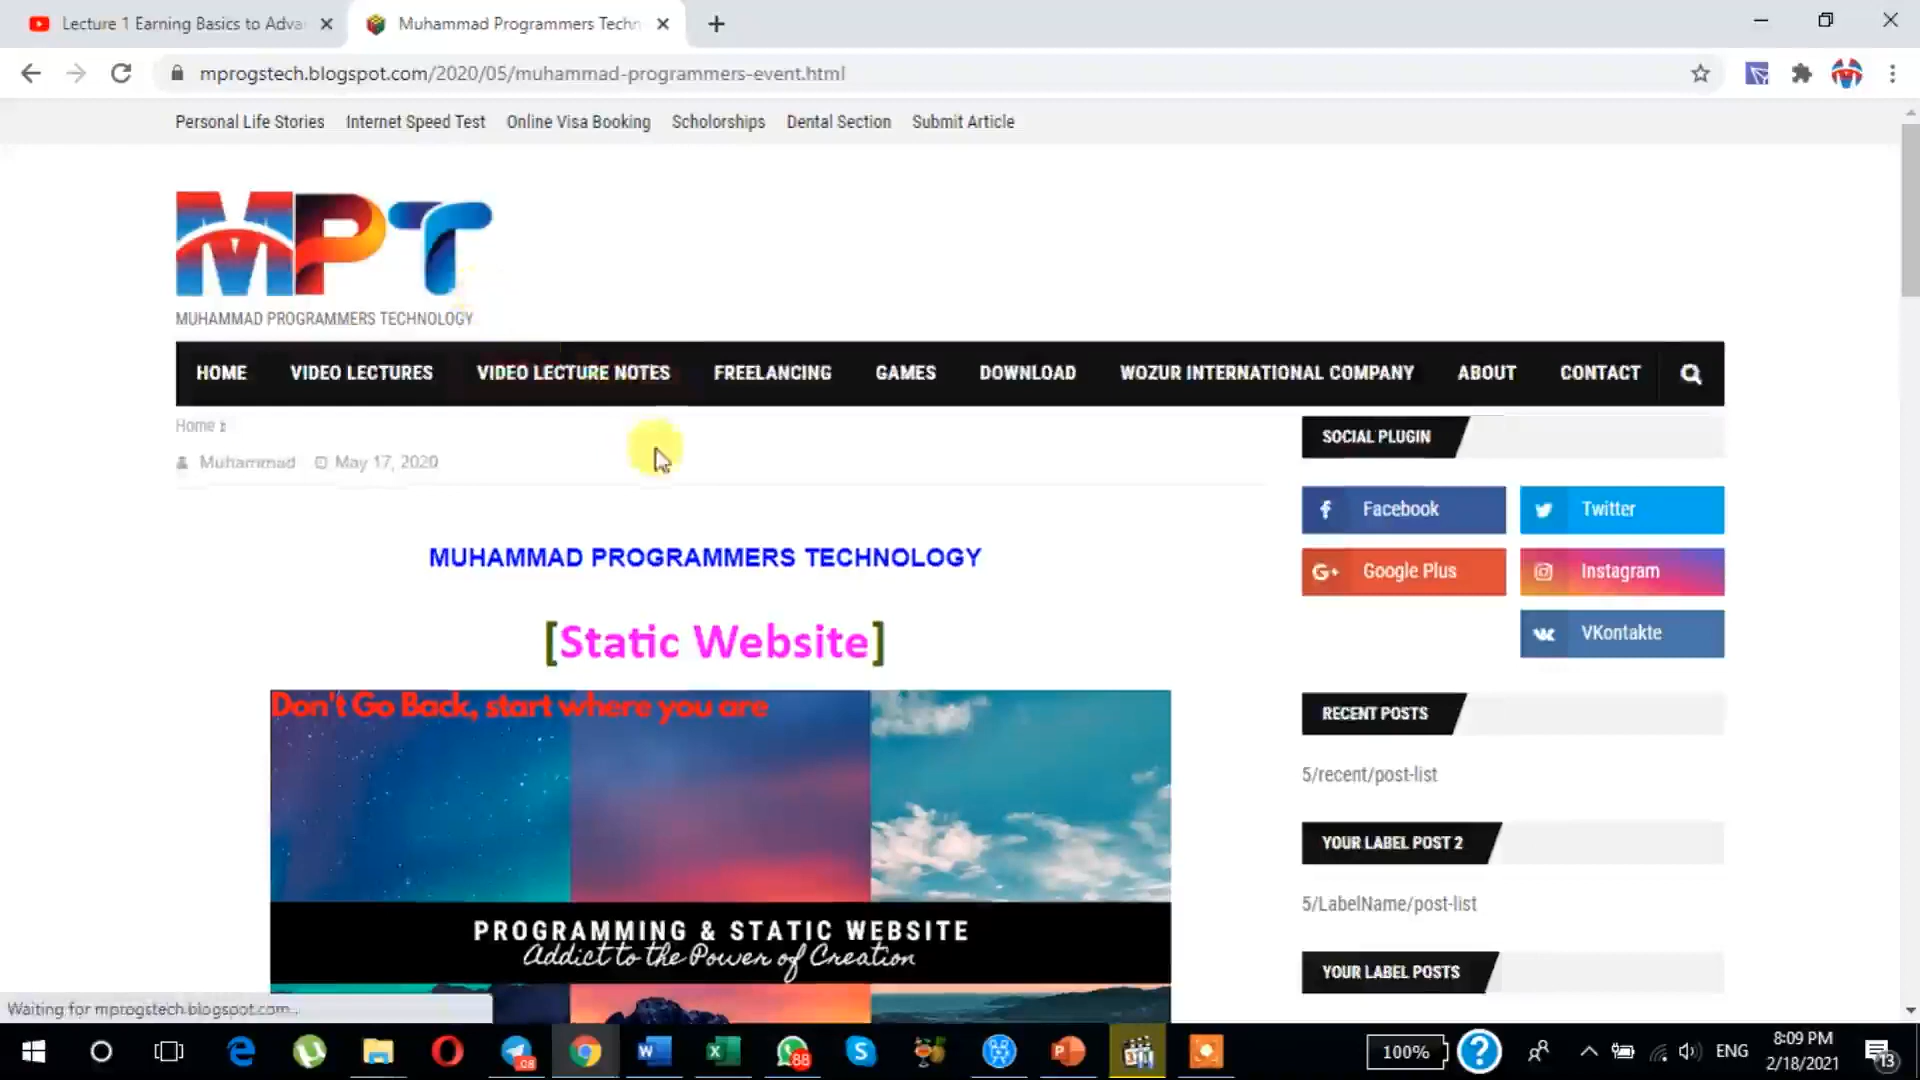 Lecture 1 Earning Basics to Adva
Muhammad Programmers Techn
mprogstech.blogspot.com/2020/05/muhammad-programmers-event.html
Personal Life Stories Internet Speed Test Online Visa Booking Scholorships Dental Section Submit Article
MPT
MUHAMMAD PROGRAMMERS TECHNOLOGY
HOME VIDEO LECTURES VIDEO LECTURE NOTES FREELANCING GAMES DOWNLOAD WOZUR INTERNATIONAL COMPANY ABOUT CONTACT
Home
Muhammad May 17, 2020
MUHAMMAD PROGRAMMERS TECHNOLOGY
[Static Website]
Don't Go Back, start where you are
PROGRAMMING & STATIC WEBSITE
Addict to the Power of Creation
SOCIAL PLUGIN
Facebook Twitter
Google Plus Instagram
VKontakte
RECENT POSTS
5/recent/post-list
YOUR LABEL POST 2
5/LabelName/post-list
YOUR LABEL POSTS
Waiting for mprogstech.blogspot.com...
100% ENG
8:09 PM
2/18/2021
13